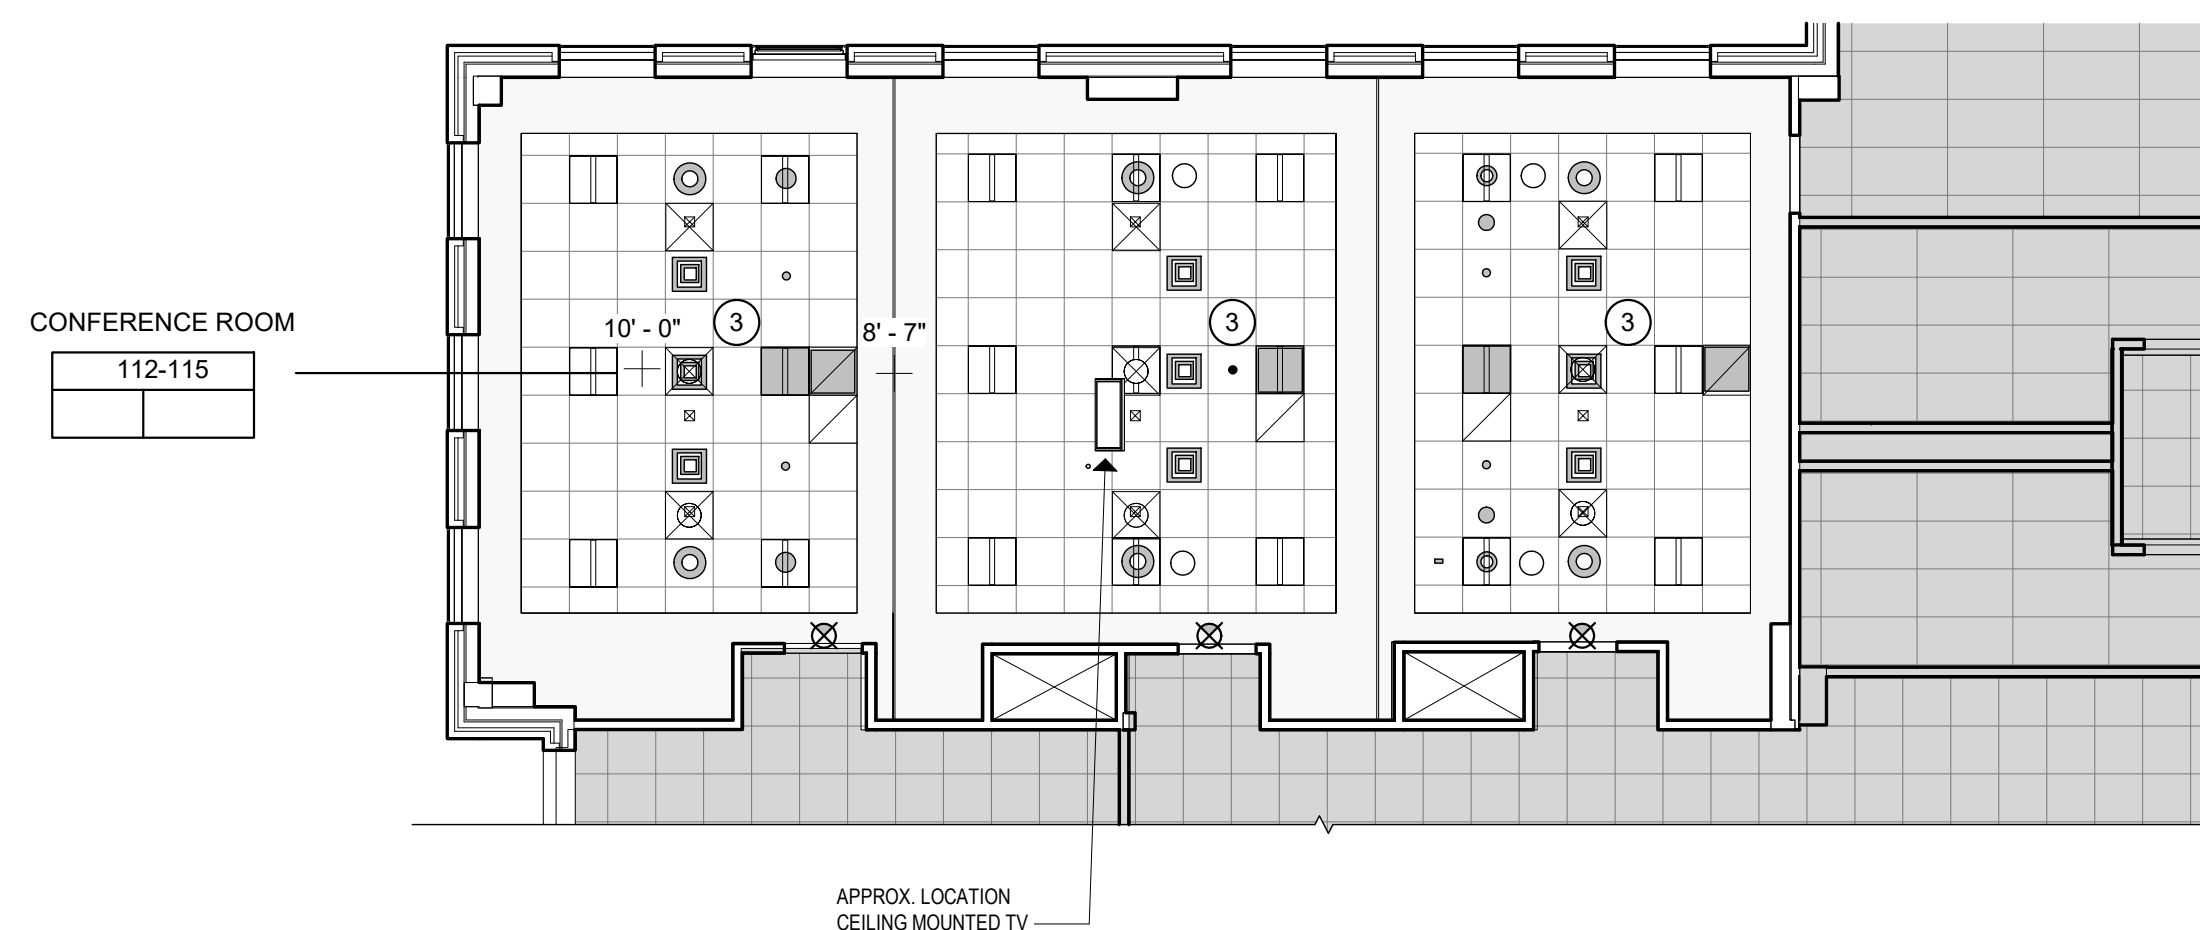 CONFERENCE ROOM
112-115
10' - 0"
3
8' - 7"
3
3
APPROX. LOCATION
CEILING MOUNTED TV